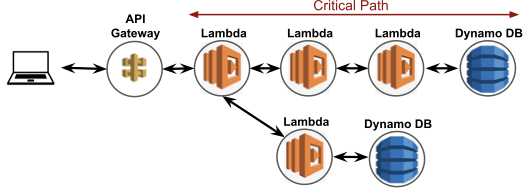 Critical Path
API
Gateway
Lambda
Lambda
Lambda
Dynamo DB
Lambda
Dynamo DB